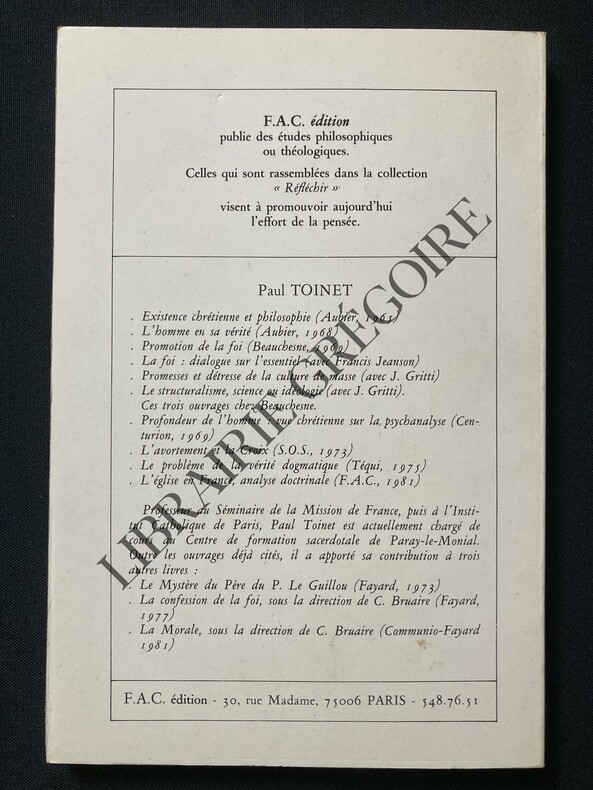 F.A.C. édition
publie des études philosophiques
ou théologiques.
Celles qui sont rassemblées dans la collection
« Réfléchir »
visent à promouvoir aujourd'hui
l'effort de la pensée.
Paul TOINET
. Existence chrétienne et philosophie (Aubier, 1965)
. L'homme en sa vérité (Aubier, 1968)
. Promotion de la foi (Beauchesne, 1969)
. La foi : dialogue sur l'essentiel (avec Francis Jeanson)
. Promesses et détresse de la culture de masse (avec J. Gritti)
. Le structuralisme, science ou idéologie (avec J. Gritti).
Ces trois ouvrages chez Beauchesne.
. Profondeur de l'homme : vue chrétienne sur la psychanalyse (Cen-
turion, 1969)
. L'avortement et la Croix (S.O.S., 1973)
. Le problème de la vérité dogmatique (Téqui, 1975)
. L'église en France, analyse doctrinale (F.A.C., 1981)
Professeur au Séminaire de la Mission de France, puis à l'Insti-
tut Catholique de Paris, Paul Toinet est actuellement chargé de
cours au Centre de formation sacerdotale de Paray-le-Monial.
Outre les ouvrages déjà cités, il a apporté sa contribution à trois
autres livres :
. Le Mystère du Père du P. Le Guillou (Fayard, 1973)
. La confession de la foi, sous la direction de C. Bruaire (Fayard,
1977)
. La Morale, sous la direction de C. Bruaire (Communio-Fayard
1981)
F.A.C. édition - 30, rue Madame, 75006 PARIS - 548.76.51
LIBRAIRIE GRÉGOIRE